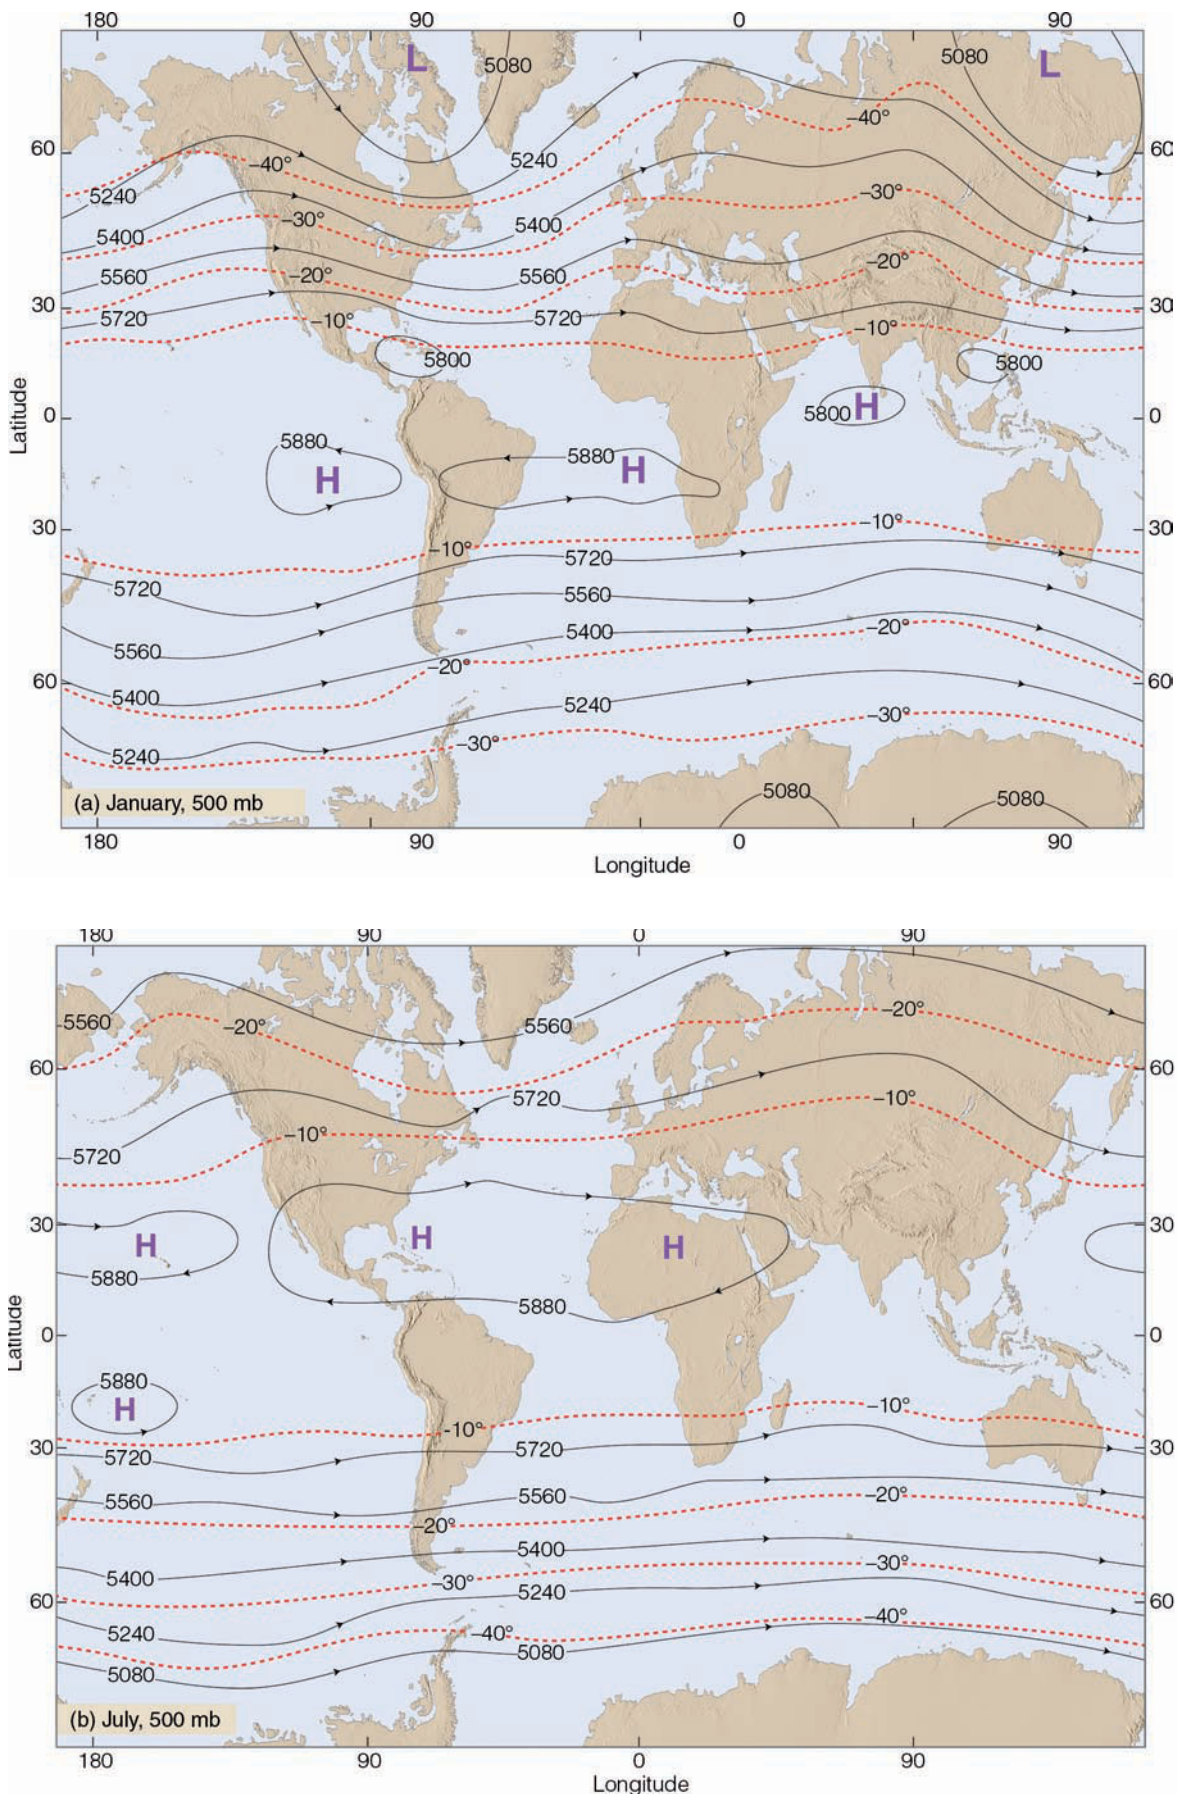 180 90 0 90
L L
5080 5080
–40°
60 60
–40° 5240
5240
–30°
–30° 5400
5400
–20°
–20° 5560
5560
30 30
5720 –10° 5720 –10°
5800 5800
H
0 5800 0
5880 5880
H H
30 –10° 30
–10° 5720
5720
5560
–20°
5400
5560
–20°
60 60
5400 5240
–30°
–30°
5240
5080 5080
(a) January, 500 mb
180 90 0 90
Longitude
Latitude
180 90 0 90
–20°
5560 –20° 5560
60 60
5720 –10°
–10°
5720
30 30
H H H
5880
5880
0 0
5880
H –10°
–10°
30 5720 5720 30
5560 5560 –20°
–20°
5400
–30°
5400 –30°
5240
60 60
–40°
5240 –40°
5080
5080
(b) July, 500 mb
180 90 0 90
Longitude
Latitude